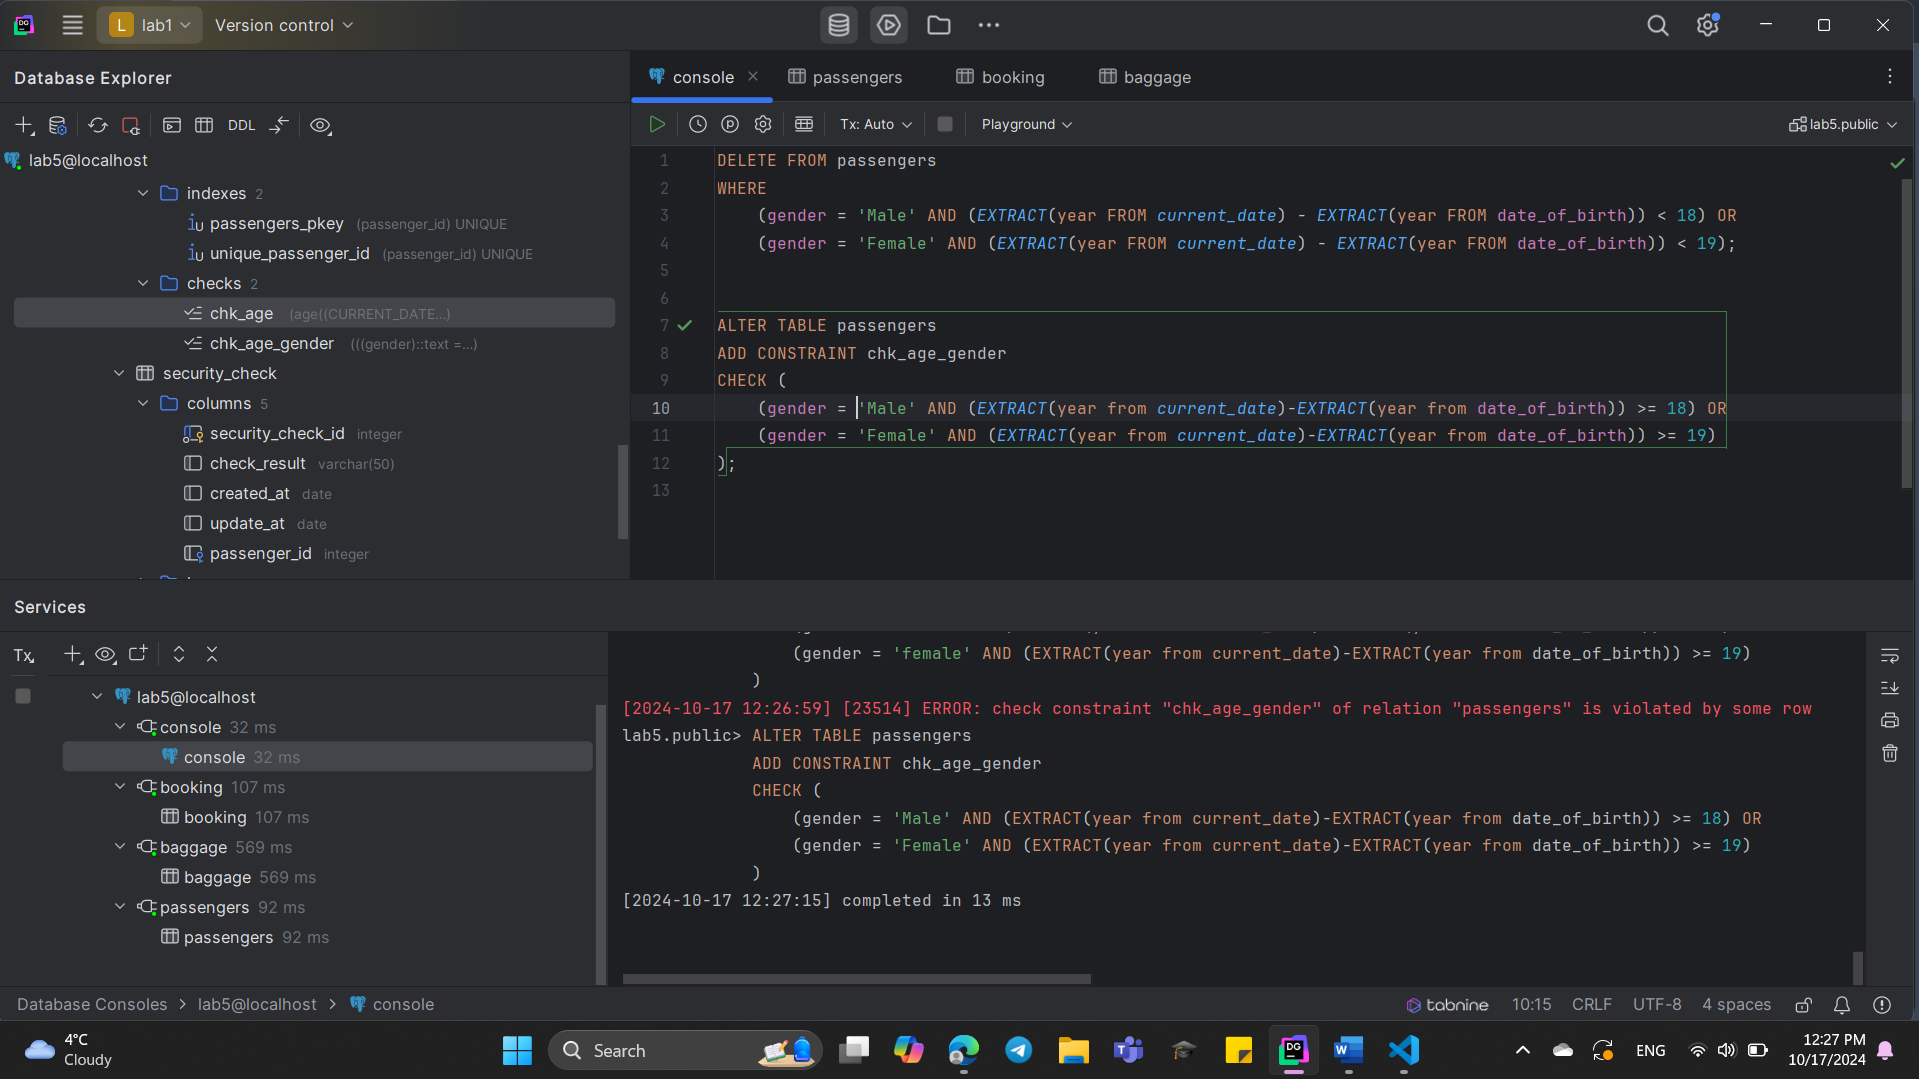 L lab1
Version control
Database Explorer
console
passengers
booking
baggage
DDL
Tx: Auto
Playground
lab5.public
lab5@localhost
indexes 2
passengers_pkey (passenger_id) UNIQUE
unique_passenger_id (passenger_id) UNIQUE
checks 2
chk_age (age((CURRENT_DATE...)
chk_age_gender (((gender)::text =...)
security_check
columns 5
security_check_id integer
check_result varchar(50)
created_at date
update_at date
passenger_id integer
1 DELETE FROM passengers
2 WHERE
3 (gender = 'Male' AND (EXTRACT(year FROM current_date) - EXTRACT(year FROM date_of_birth)) < 18) OR
4 (gender = 'Female' AND (EXTRACT(year FROM current_date) - EXTRACT(year FROM date_of_birth)) < 19);
5
6
7 ALTER TABLE passengers
8 ADD CONSTRAINT chk_age_gender
9 CHECK (
10 (gender = 'Male' AND (EXTRACT(year from current_date)-EXTRACT(year from date_of_birth)) >= 18) OR
11 (gender = 'Female' AND (EXTRACT(year from current_date)-EXTRACT(year from date_of_birth)) >= 19)
12 );
13
Services
Tx
lab5@localhost
console 32 ms
console 32 ms
booking 107 ms
booking 107 ms
baggage 569 ms
baggage 569 ms
passengers 92 ms
passengers 92 ms
(gender = 'female' AND (EXTRACT(year from current_date)-EXTRACT(year from date_of_birth)) >= 19)
)
[2024-10-17 12:26:59] [23514] ERROR: check constraint "chk_age_gender" of relation "passengers" is violated by some row
lab5.public> ALTER TABLE passengers
ADD CONSTRAINT chk_age_gender
CHECK (
(gender = 'Male' AND (EXTRACT(year from current_date)-EXTRACT(year from date_of_birth)) >= 18) OR
(gender = 'Female' AND (EXTRACT(year from current_date)-EXTRACT(year from date_of_birth)) >= 19)
)
[2024-10-17 12:27:15] completed in 13 ms
Database Consoles > lab5@localhost > console
tabnine
10:15
CRLF
UTF-8
4 spaces
4°C
Cloudy
Search
ENG
12:27 PM
10/17/2024